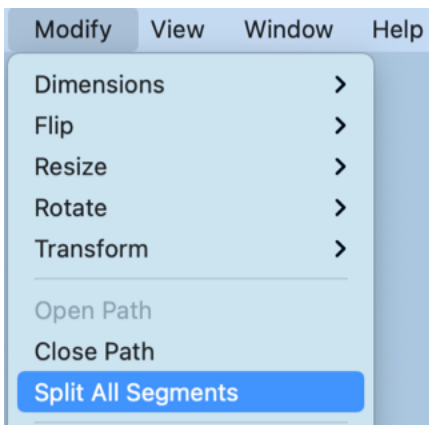 Modify View Window Help
Dimensions
Flip
Resize
Rotate
Transform
Open Path
Close Path
Split All Segments